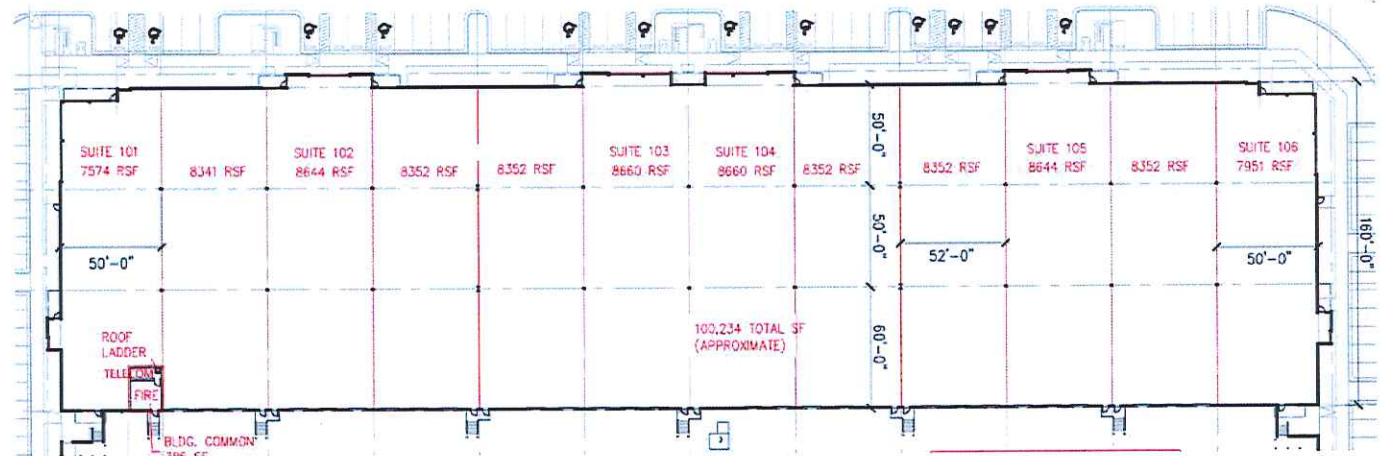 SUITE 101
7574 RSF
8341 RSF
SUITE 102
8644 RSF
8352 RSF
8352 RSF
SUITE 103
8660 RSF
SUITE 104
8660 RSF
8352 RSF
50'-0"
8352 RSF
SUITE 105
8644 RSF
8352 RSF
SUITE 106
7951 RSF
50'-0"
50'-0"
52'-0"
50'-0"
160'-0"
100,234 TOTAL SF
(APPROXIMATE)
60'-0"
ROOF
LADDER
TELECOM
FIRE
BLDG. COMMON